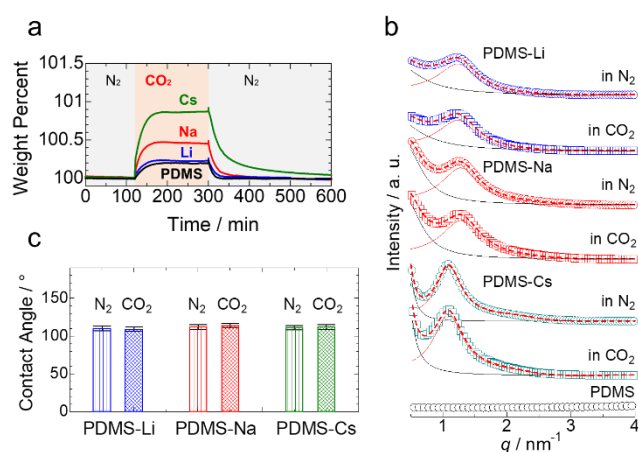 a
101.5
101
100.5
100
Weight Percent
N₂
CO₂
N₂
Cs
Na
Li
PDMS
0 100 200 300 400 500 600
Time / min
b
PDMS-Li
in N₂
in CO₂
PDMS-Na
in N₂
in CO₂
PDMS-Cs
in N₂
in CO₂
PDMS
Intensity / a. u.
1 2 3 4
q / nm⁻¹
c
150
100
50
0
Contact Angle / °
N₂ CO₂ N₂ CO₂ N₂ CO₂
PDMS-Li PDMS-Na PDMS-Cs